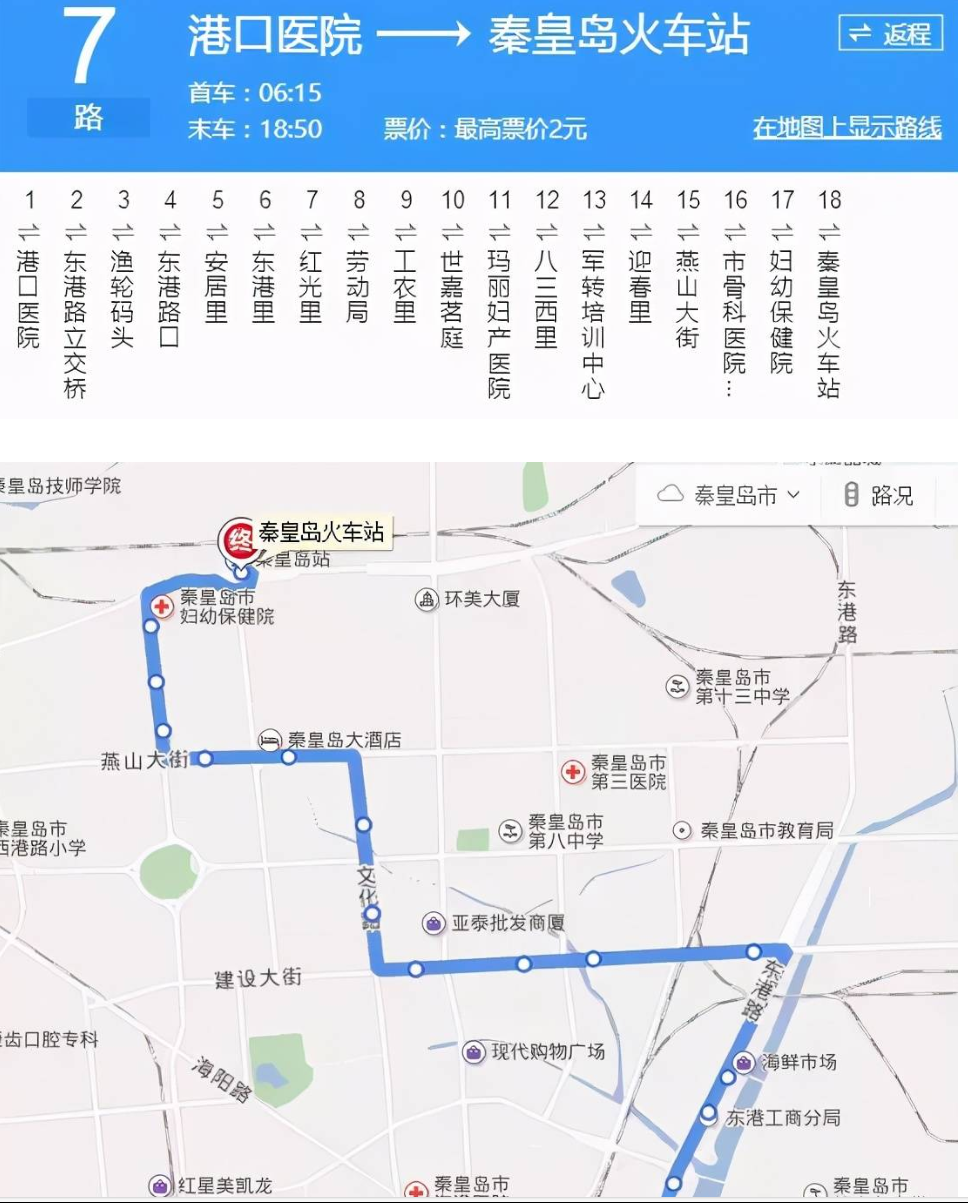 7
路
港口医院 → 秦皇岛火车站
返程
首车：06:15
末车：18:50
票价：最高票价2元
在地图上显示路线
1 港口医院
2 东港路立交桥
3 渔轮码头
4 东港路口
5 安居里
6 东港里
7 红光里
8 劳动局
9 工农里
10 世嘉茗庭
11 玛丽妇产医院
12 八三西里
13 军转培训中心
14 迎春里
15 燕山大街
16 市骨科医院…
17 妇幼保健院
18 秦皇岛火车站
秦皇岛市
路况
秦皇岛技师学院
终
秦皇岛火车站
秦皇岛站
秦皇岛市
妇幼保健院
环美大厦
东港路
秦皇岛市
第十三中学
燕山大街
秦皇岛大酒店
秦皇岛市
第三医院
秦皇岛市
西港路小学
秦皇岛市
第八中学
秦皇岛市教育局
文化路
亚泰批发商厦
建设大街
东港路
齿口腔专科
海阳路
现代购物广场
海鲜市场
东港工商分局
红星美凯龙
秦皇岛市
秦皇岛市